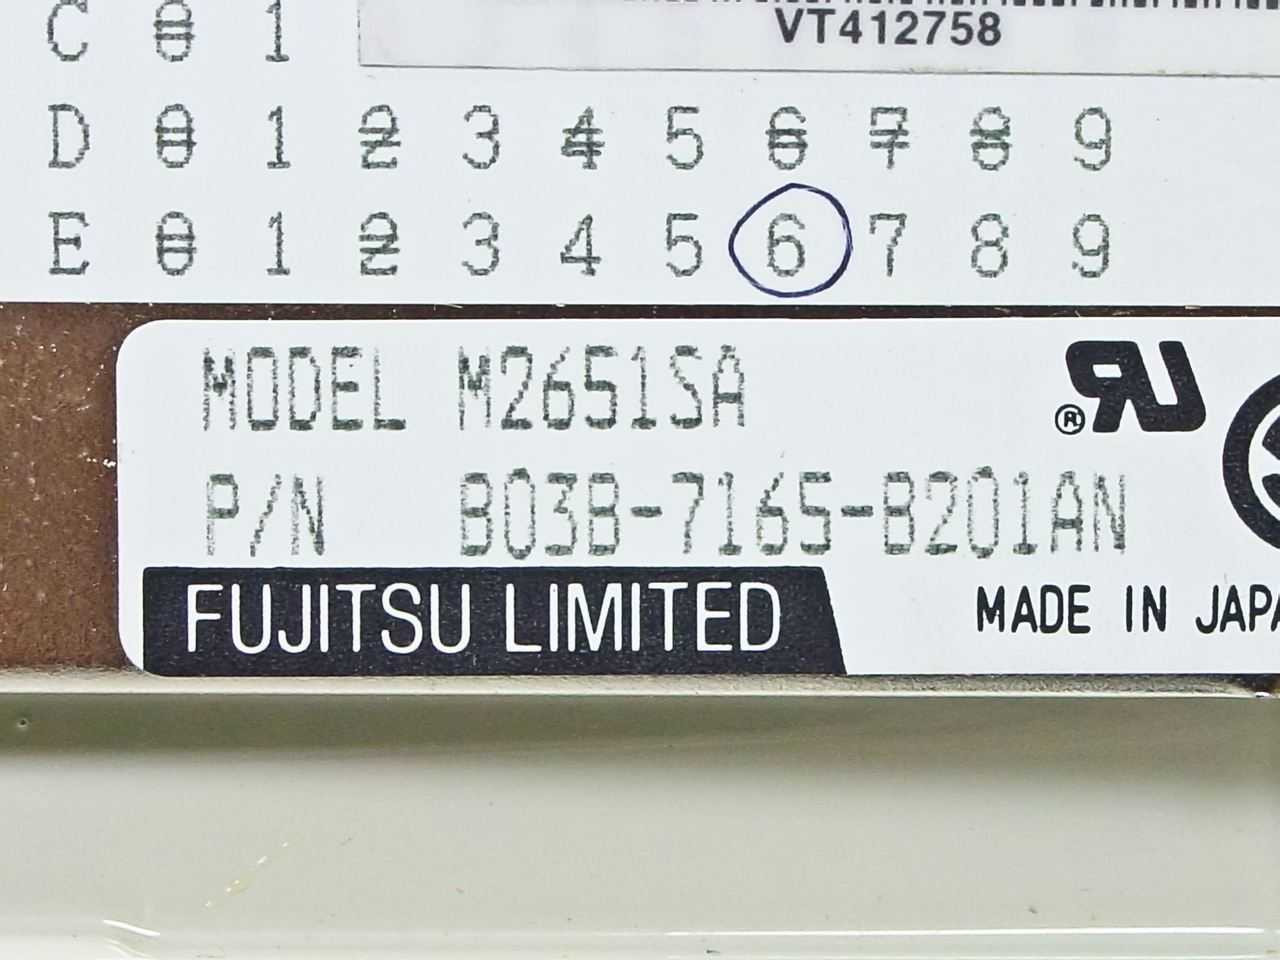 VT412758
C 0 1
D 0 1 2 3 4 5 6 7 8 9
E 0 1 2 3 4 5 6 7 8 9
MODEL M2651SA
P/N B03B-7165-B201AN
FUJITSU LIMITED
MADE IN JAPA